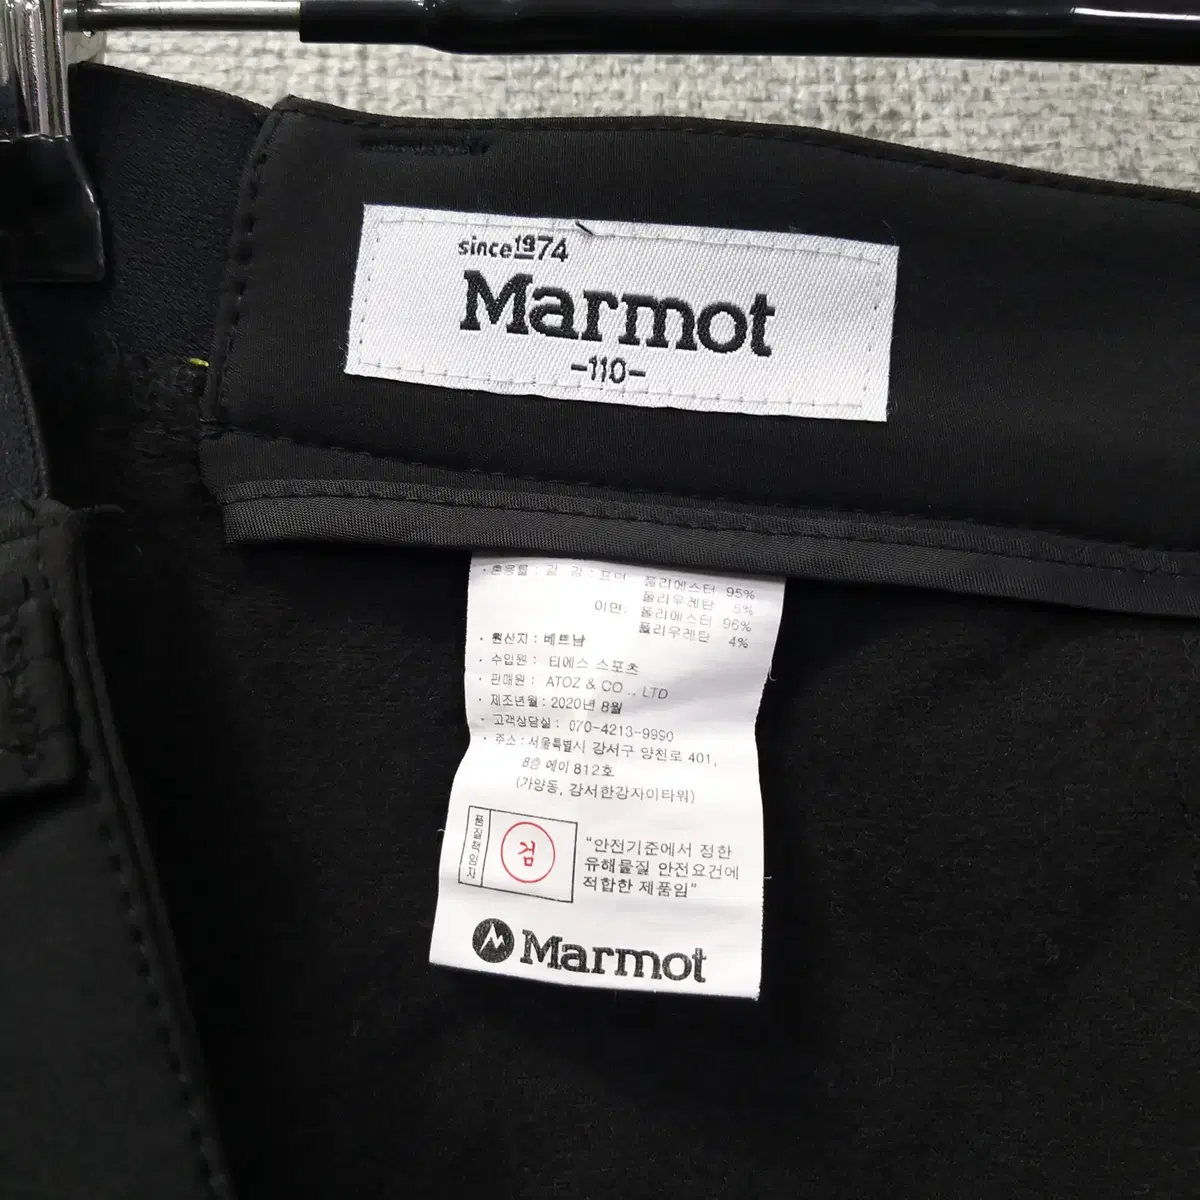 since 1974
Marmot
-110-
· 혼용률 : 겉 감 : 표면 폴리에스터 95%
폴리우레탄 5%
이면: 폴리에스터 96%
폴리우레탄 4%
· 원산지 : 베트남
· 수입원 : 티에스 스포츠
· 판매원 : ATOZ & CO., LTD
· 제조년월 : 2020년 8월
· 고객상담실 : 070-4213-9990
· 주소 : 서울특별시 강서구 양천로 401,
8층 에이 812호
(가양동, 강서한강자이타워)
품질책임자
검
"안전기준에서 정한
유해물질 안전요건에
적합한 제품임"
Marmot